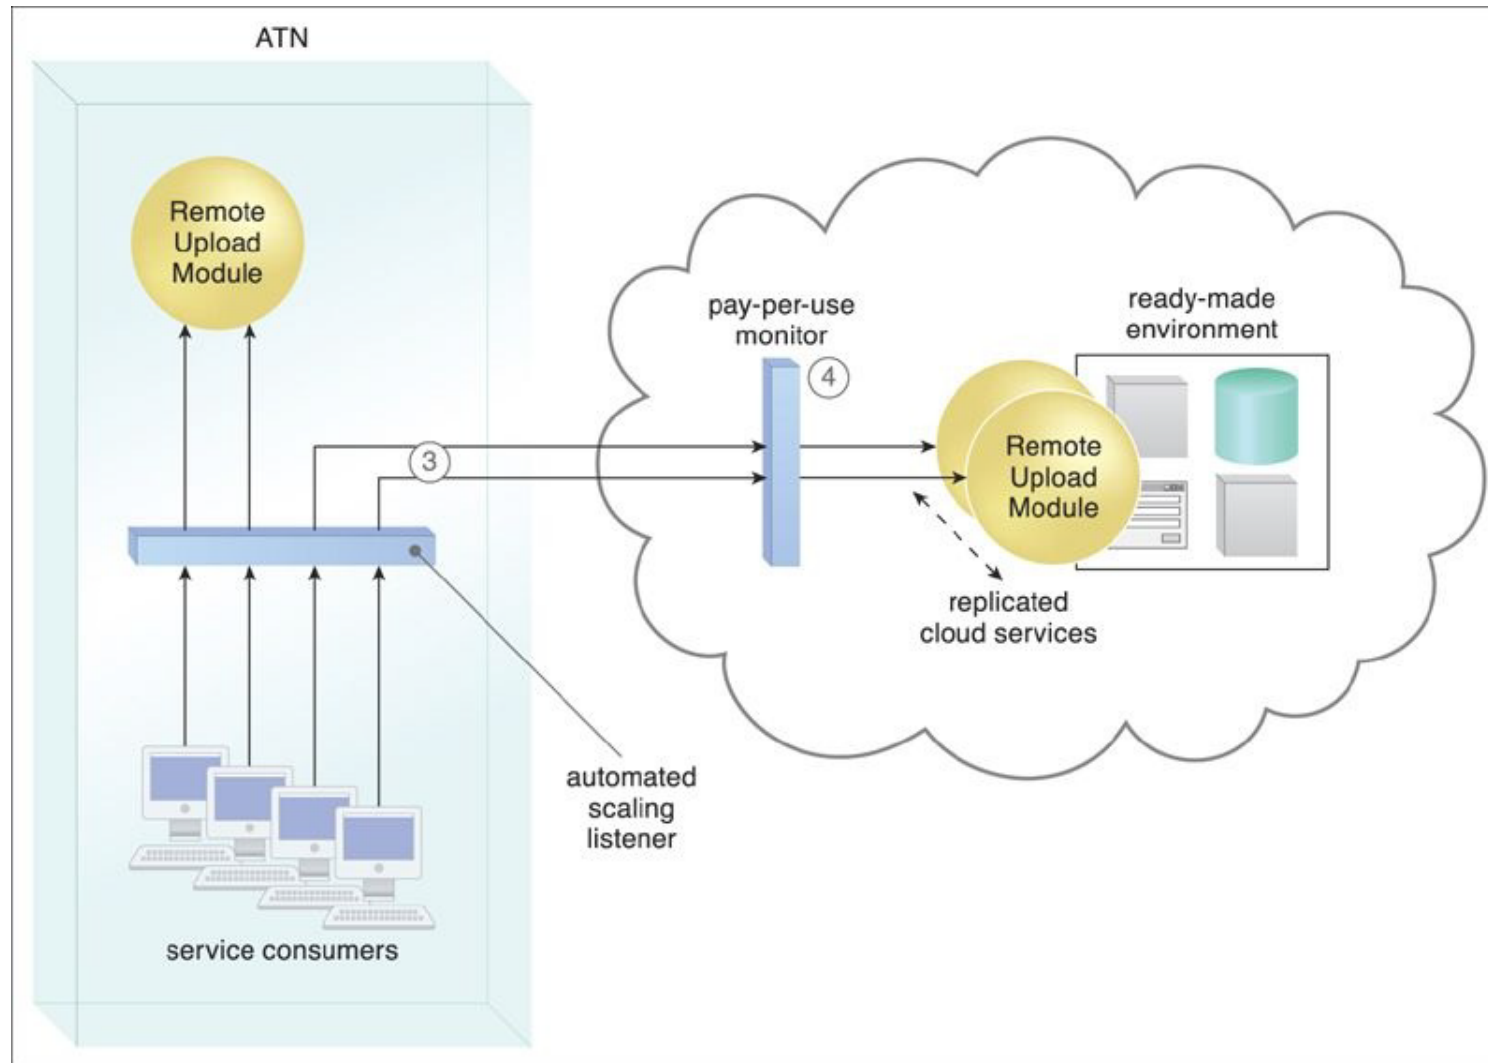 ATN
Remote
Upload
Module
pay-per-use
monitor
4
ready-made
environment
3
Remote
Upload
Module
replicated
cloud services
automated
scaling
listener
service consumers